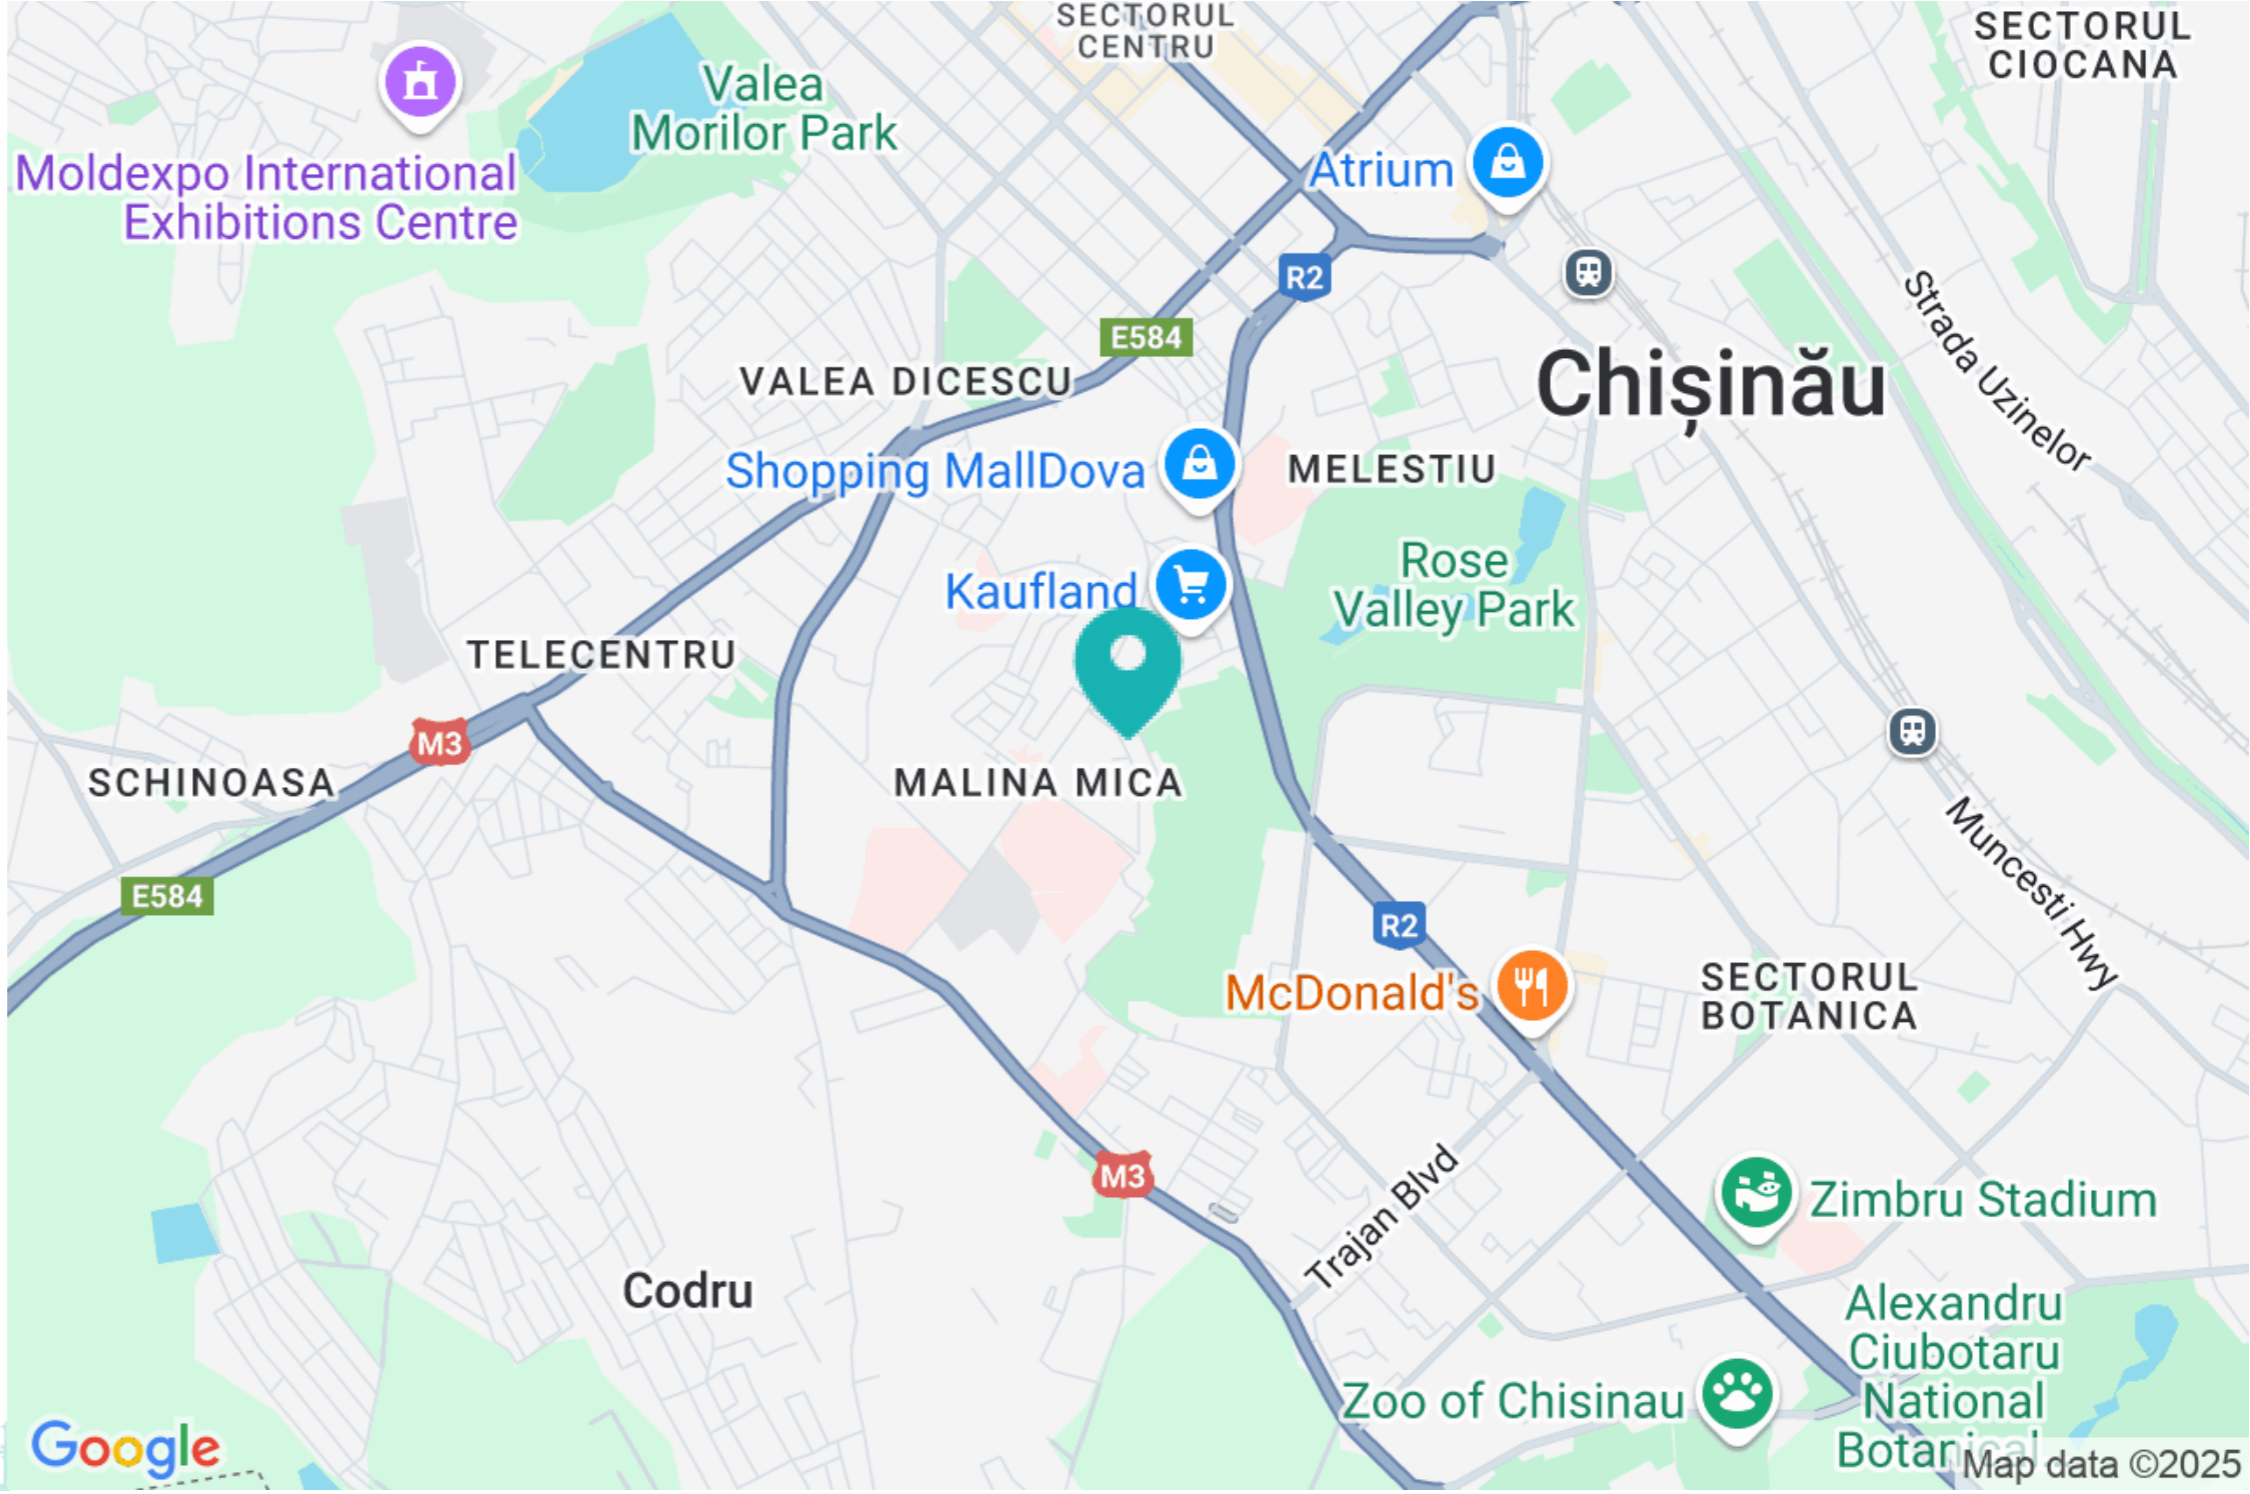 SECTORUL
CENTRU
SECTORUL
CIOCANA
Valea
Morilor Park
Moldexpo International
Exhibitions Centre
Atrium
R2
Strada Uzinelor
E584
VALEA DICESCU
Chișinău
Shopping MallDova
MELESTIU
Kaufland
Rose
Valley Park
TELECENTRU
M3
SCHINOASA
MALINA MICA
E584
R2
Muncesti Hwy
McDonald's
SECTORUL
BOTANICA
M3
Trajan Blvd
Zimbru Stadium
Codru
Alexandru
Ciubotaru
National
Botanical
Zoo of Chisinau
Google
Map data ©2025